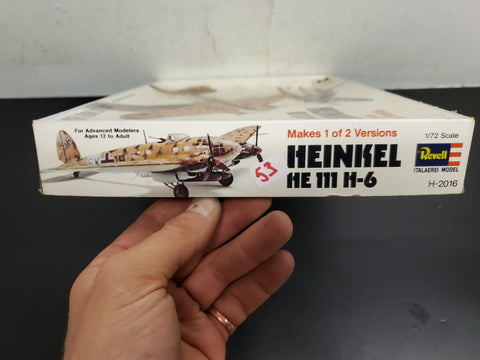 For Advanced Modelers
Ages 12 to Adult
Makes 1 of 2 Versions
HEINKEL
HE 111 H-6
53
1/72 Scale
Revell
ITALAEREI MODEL
H-2016